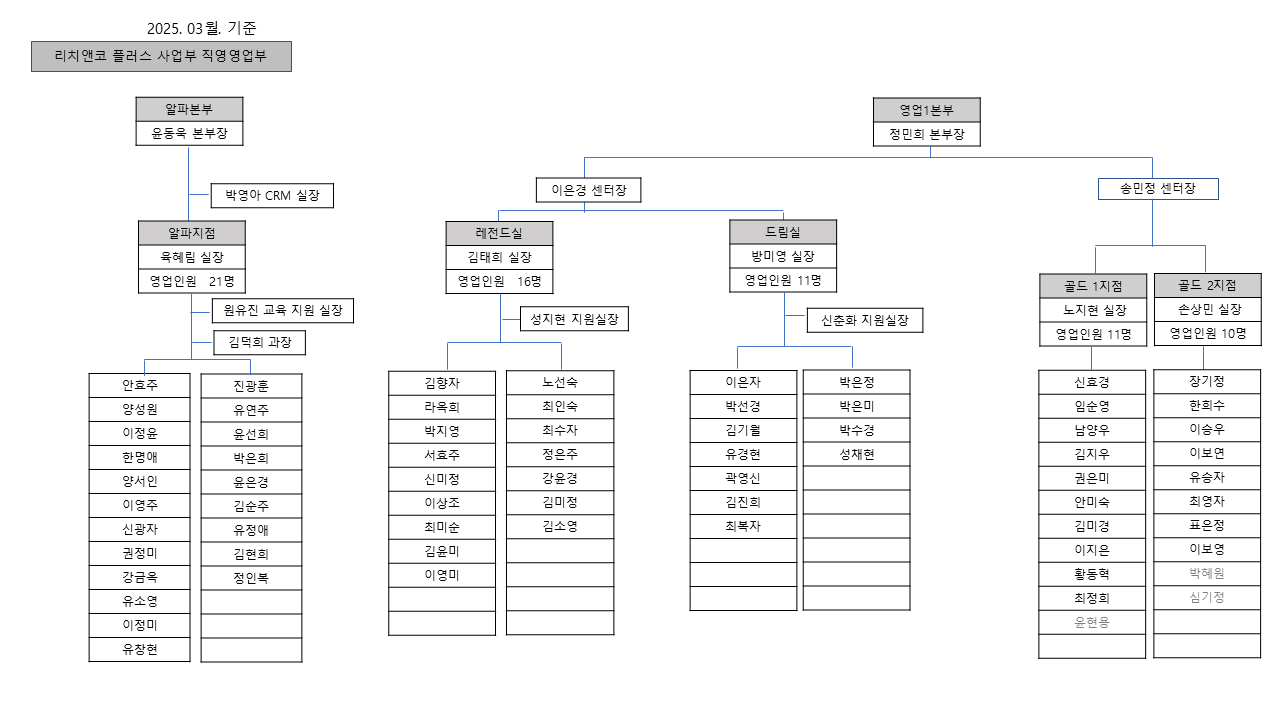 2025. 03월. 기준
리치앤코 플러스 사업부 직영영업부
알파본부
윤동욱 본부장
박영아 CRM 실장
알파지점
육혜림 실장
영업인원 21명
원유진 교육 지원 실장
김덕희 과장
안효주
양성원
이정윤
한명애
양서인
이영주
신광자
권정미
강금옥
유소영
이정미
유창현
진광훈
유연주
윤선희
박은희
윤은경
김순주
유정애
김현희
정인복
영업1본부
정민희 본부장
이은경 센터장
레전드실
김태희 실장
영업인원 16명
성지현 지원실장
김향자
라옥희
박지영
서효주
신미정
이상조
최미순
김윤미
이영미
노선숙
최인숙
최수자
정은주
강윤경
김미정
김소영
드림실
방미영 실장
영업인원 11명
신춘화 지원실장
이은자
박선경
김기월
유경현
곽영신
김진희
최복자
박은정
박은미
박수경
성채현
송민정 센터장
골드 1지점
노지현 실장
영업인원 11명
신효경
임순영
남양우
김지우
권은미
안미숙
김미경
이지은
황동혁
최정희
윤현용
골드 2지점
손상민 실장
영업인원 10명
장기정
한희수
이승우
이보연
유승자
최영자
표은정
이보영
박혜원
심기정